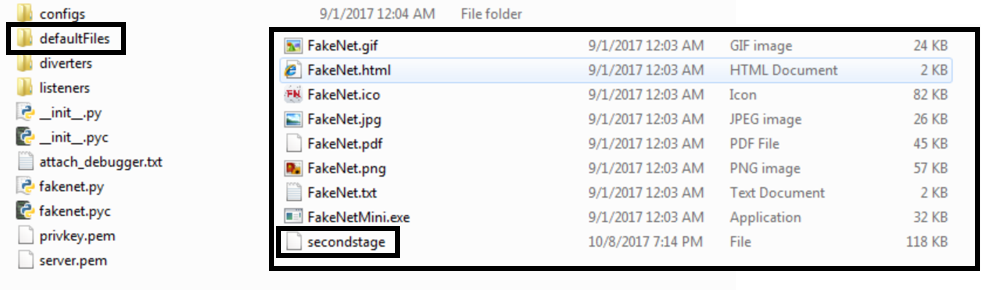 configs 9/1/2017 12:04 AM File folder
defaultFiles
diverters
listeners
__init__.py
__init__.pyc
attach_debugger.txt
fakenet.py
fakenet.pyc
privkey.pem
server.pem
FakeNet.gif 9/1/2017 12:03 AM GIF image 24 KB
FakeNet.html 9/1/2017 12:03 AM HTML Document 2 KB
FakeNet.ico 9/1/2017 12:03 AM Icon 82 KB
FakeNet.jpg 9/1/2017 12:03 AM JPEG image 26 KB
FakeNet.pdf 9/1/2017 12:03 AM PDF File 45 KB
FakeNet.png 9/1/2017 12:03 AM PNG image 57 KB
FakeNet.txt 9/1/2017 12:03 AM Text Document 2 KB
FakeNetMini.exe 9/1/2017 12:03 AM Application 32 KB
secondstage 10/8/2017 7:14 PM File 118 KB